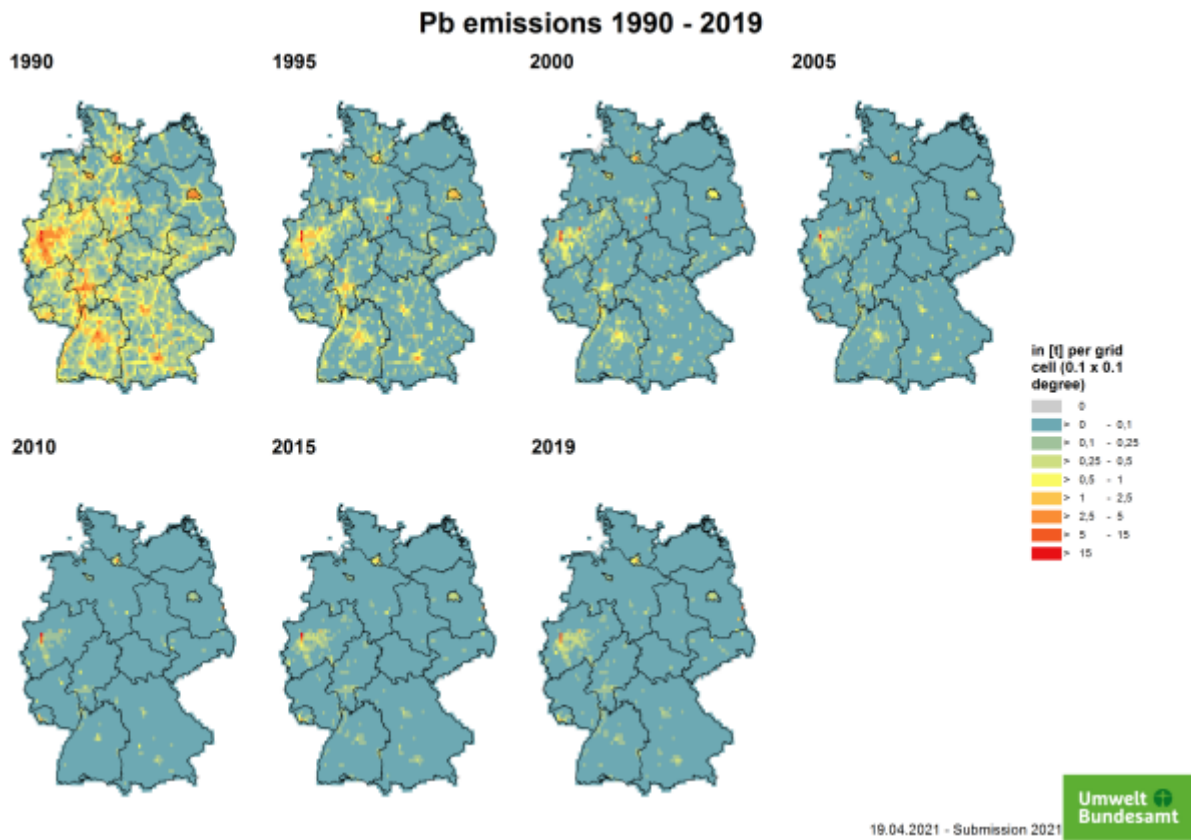 Pb emissions 1990 - 2019
1990
1995
2000
2005
in [t] per grid
cell (0.1 x 0.1
degree)
0
> 0 - 0,1
> 0,1 - 0,25
> 0,25 - 0,5
> 0,5 - 1
> 1 - 2,5
> 2,5 - 5
> 5 - 15
> 15
2010
2015
2019
Umwelt
Bundesamt
19.04.2021 - Submission 2021